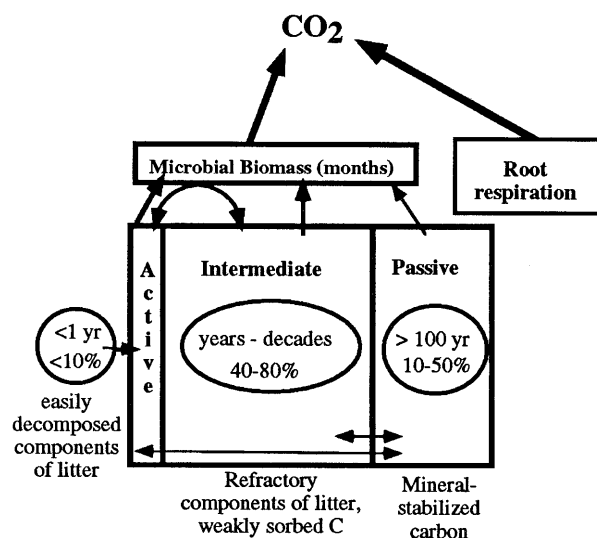 CO2
Microbial Biomass (months)
Root
respiration
Active
Intermediate
Passive
<1 yr
<10%
years - decades
40-80%
> 100 yr
10-50%
easily
decomposed
components
of litter
Refractory
components of litter,
weakly sorbed C
Mineral-
stabilized
carbon